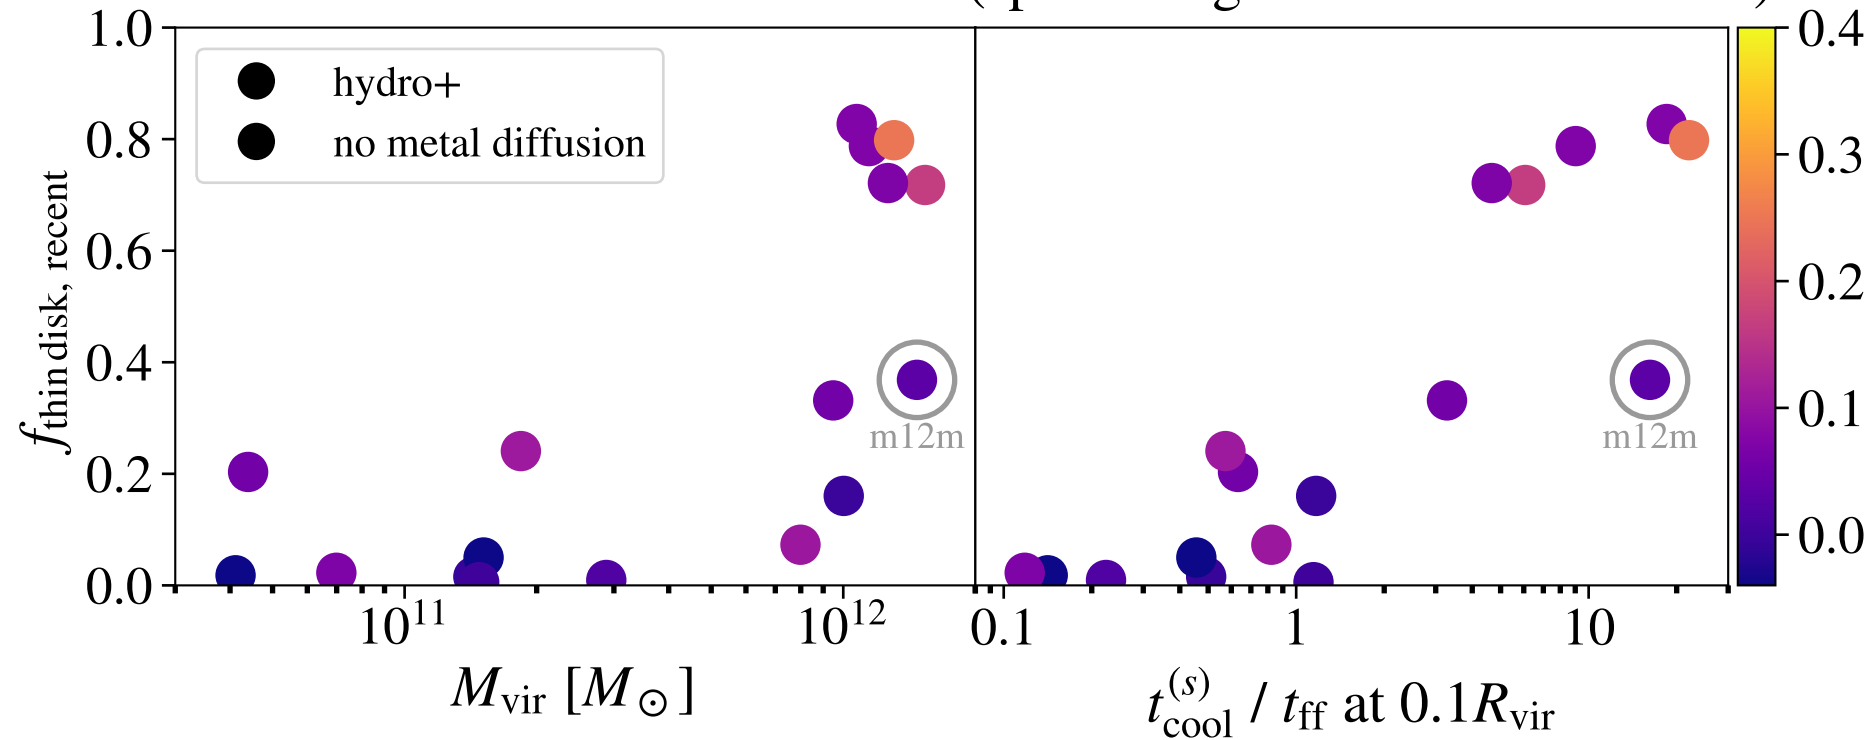 1.0
0.8
0.6
0.4
0.2
0.0
f_thin disk, recent
hydro+
no metal diffusion
m12m
10^11
10^12
M_vir [M_⊙]
m12m
0.1
1
10
t_cool^(s) / t_ff at 0.1R_vir
0.4
0.3
0.2
0.1
0.0